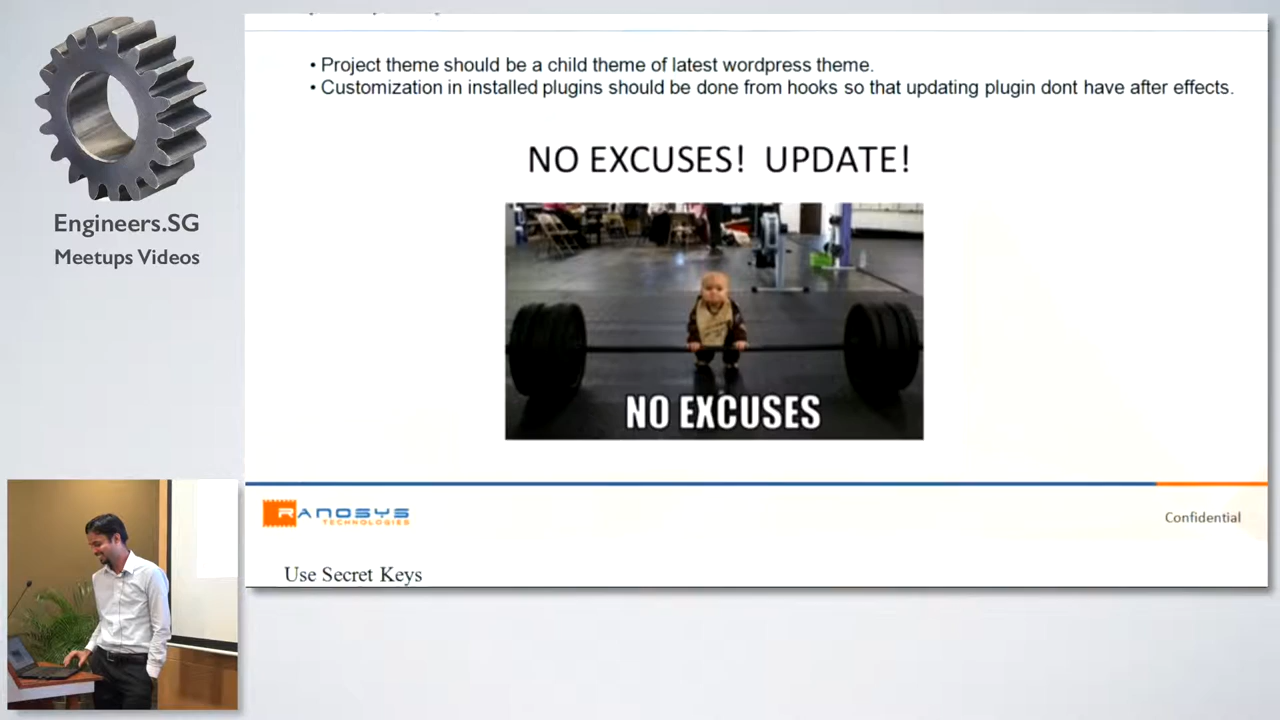 • Project theme should be a child theme of latest wordpress theme.
• Customization in installed plugins should be done from hooks so that updating plugin dont have after effects.
NO EXCUSES! UPDATE!
NO EXCUSES
Engineers.SG
Meetups Videos
RANOSYS
TECHNOLOGIES
Confidential
Use Secret Keys